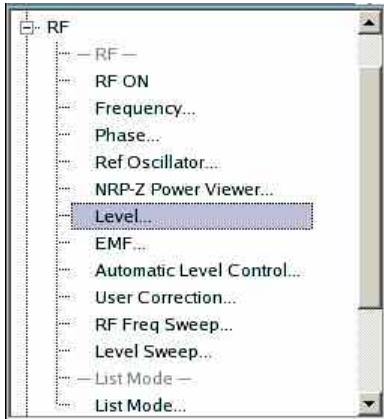 RF
— RF —
RF ON
Frequency...
Phase...
Ref Oscillator...
NRP-Z Power Viewer...
Level...
EMF...
Automatic Level Control...
User Correction...
RF Freq Sweep...
Level Sweep...
— List Mode —
List Mode...